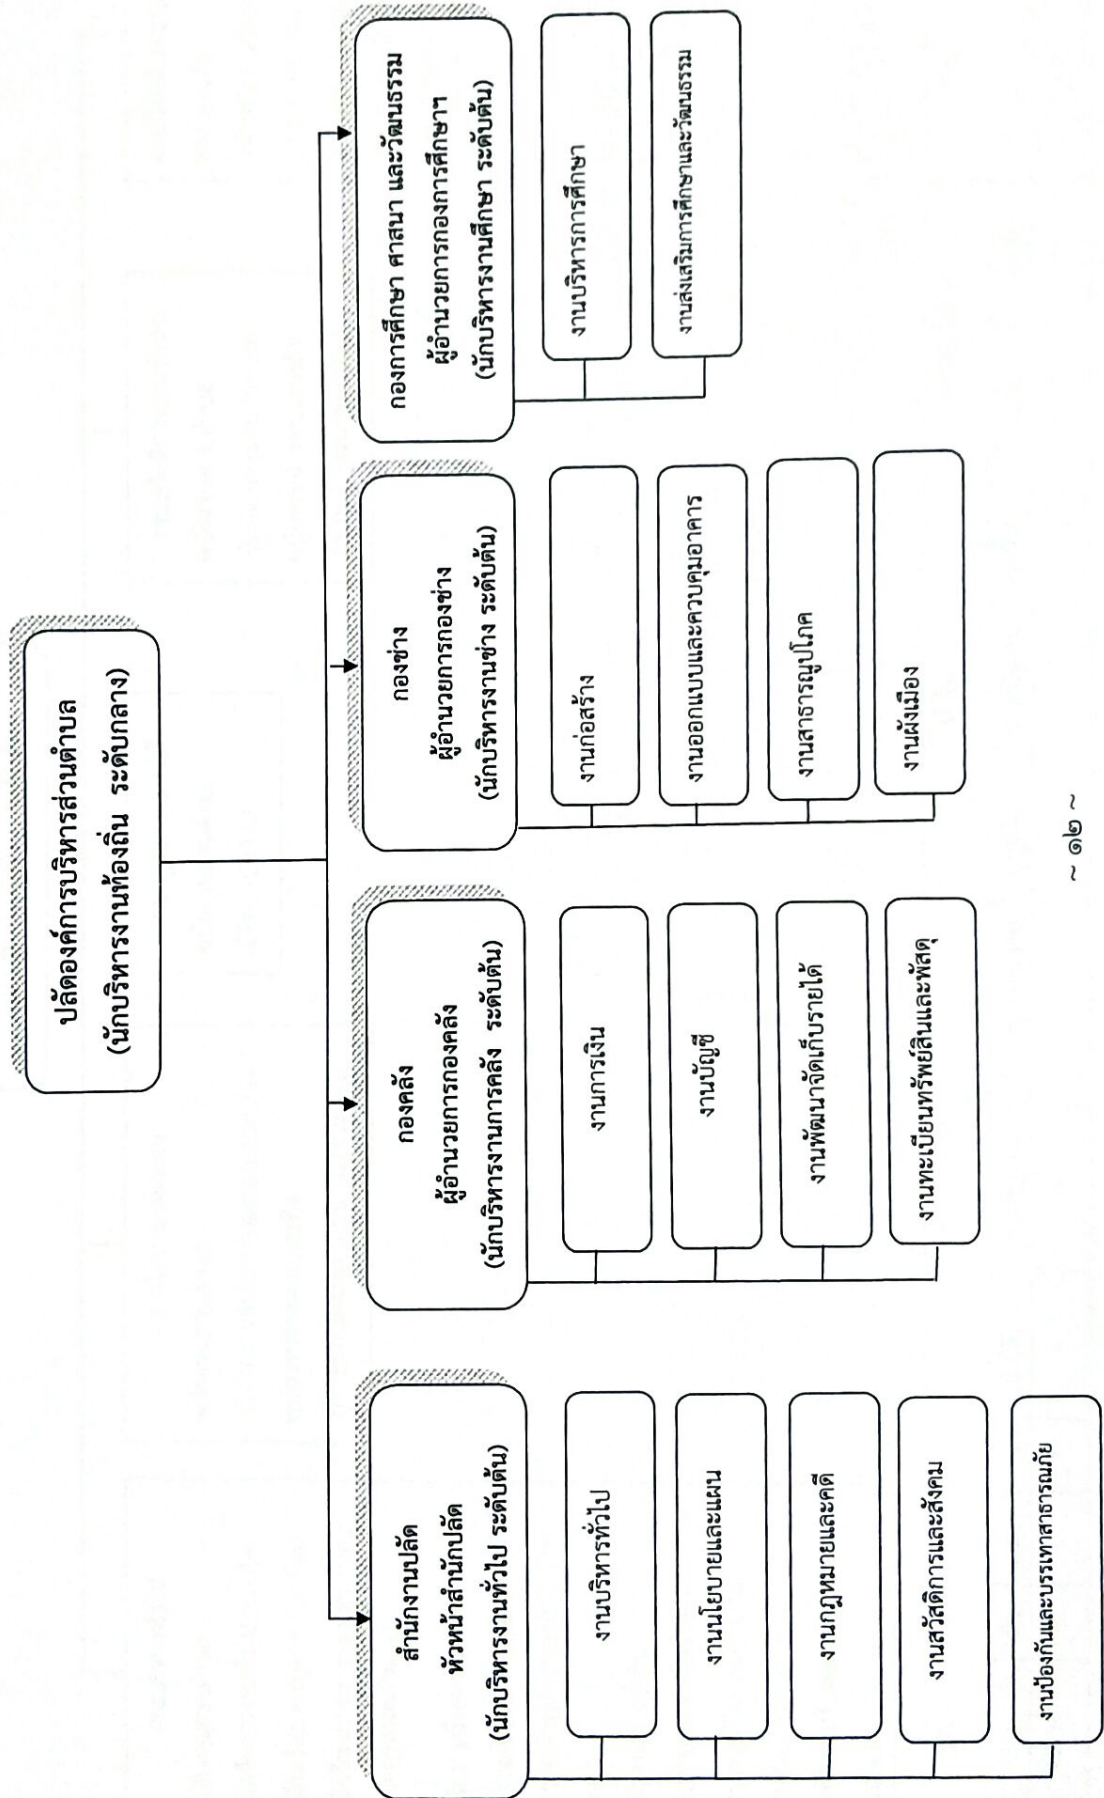 ปลัดองค์การบริหารส่วนตำบล
(นักบริหารงานท้องถิ่น ระดับกลาง)
สำนักงานปลัด
หัวหน้าสำนักปลัด
(นักบริหารงานทั่วไป ระดับต้น)
งานบริหารทั่วไป
งานนโยบายและแผน
งานกฎหมายและคดี
งานสวัสดิการและสังคม
งานป้องกันและบรรเทาสาธารณภัย
กองคลัง
ผู้อำนวยการกองคลัง
(นักบริหารงานการคลัง ระดับต้น)
งานการเงิน
งานบัญชี
งานพัฒนาจัดเก็บรายได้
งานทะเบียนทรัพย์สินและพัสดุ
กองช่าง
ผู้อำนวยการกองช่าง
(นักบริหารงานช่าง ระดับต้น)
งานก่อสร้าง
งานออกแบบและควบคุมอาคาร
งานสาธารณูปโภค
งานผังเมือง
กองการศึกษา ศาสนา และวัฒนธรรม
ผู้อำนวยการกองการศึกษาฯ
(นักบริหารงานศึกษา ระดับต้น)
งานบริหารการศึกษา
งานส่งเสริมการศึกษาและวัฒนธรรม
~ ๑๒ ~